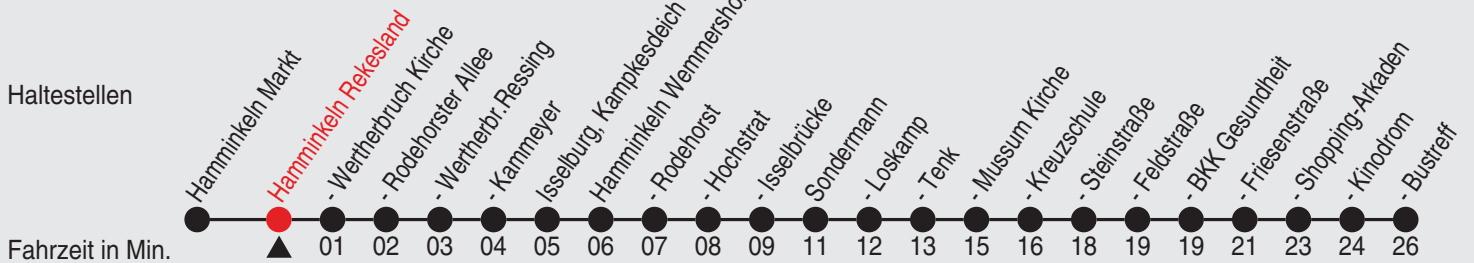 Haltestellen
Hamminkeln Markt
Hamminkeln Rekesland
- Wertherbruch Kirche
- Rodehorster Allee
- Wertherbr.Ressing
- Kammeyer
Isselburg, Kampkesdeich
Hamminkeln Wemmersho
- Rodehorst
- Hochstrat
- Isselbrücke
Sondermann
- Loskamp
- Tenk
- Mussum Kirche
- Kreuzschule
- Steinstraße
- Feldstraße
- BKK Gesundheit
- Friesenstraße
- Shopping-Arkaden
- Kinodrom
- Bustreff
Fahrzeit in Min. 01 02 03 04 05 06 07 08 09 11 12 13 15 16 18 19 19 21 23 24 26